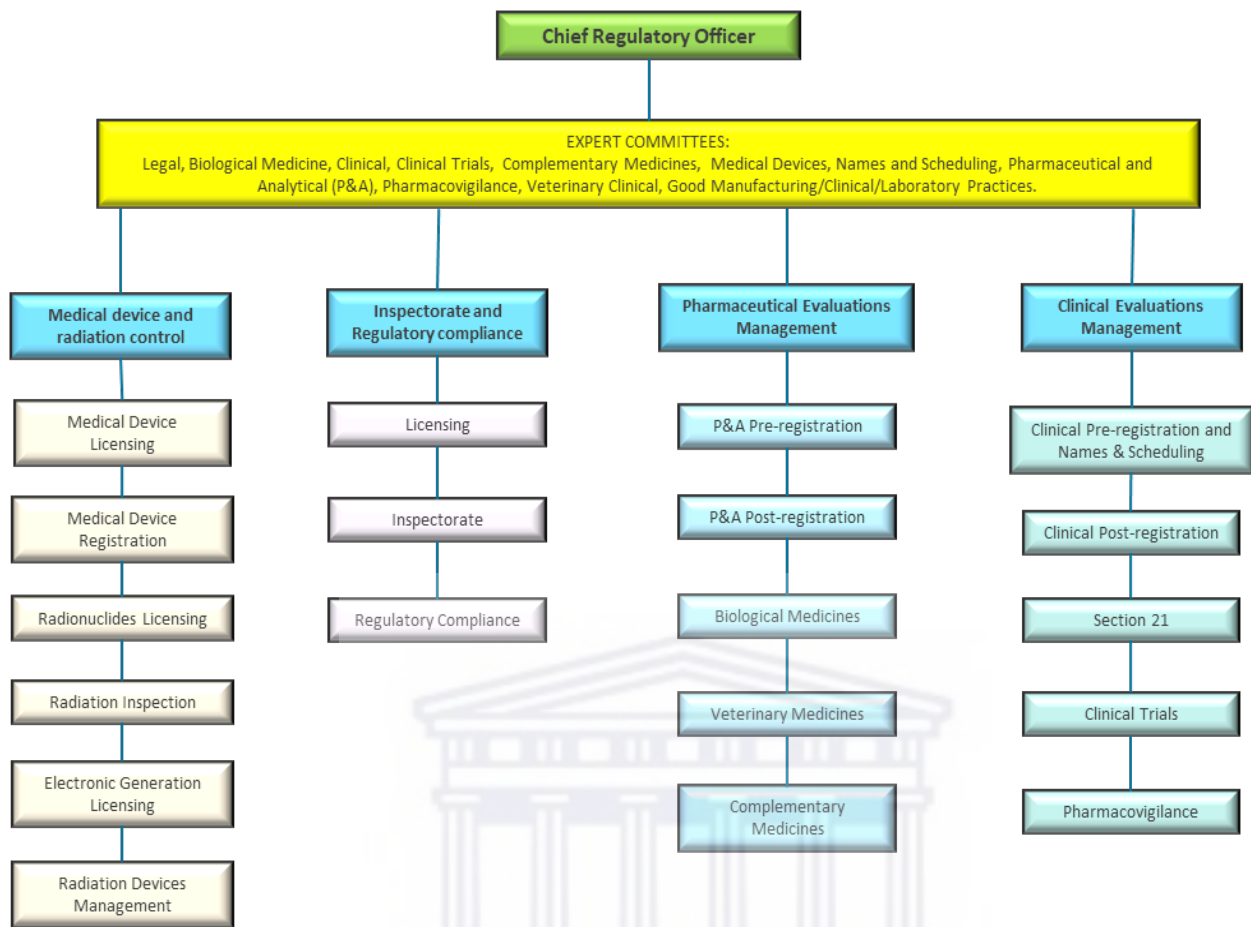 Chief Regulatory Officer
EXPERT COMMITTEES:
Legal, Biological Medicine, Clinical, Clinical Trials, Complementary Medicines, Medical Devices, Names and Scheduling, Pharmaceutical and
Analytical (P&A), Pharmacovigilance, Veterinary Clinical, Good Manufacturing/Clinical/Laboratory Practices.
Medical device and
radiation control
Medical Device
Licensing
Medical Device
Registration
Radionuclides Licensing
Radiation Inspection
Electronic Generation
Licensing
Radiation Devices
Management
Inspectorate and
Regulatory compliance
Licensing
Inspectorate
Regulatory Compliance
Pharmaceutical Evaluations
Management
P&A Pre-registration
P&A Post-registration
Biological Medicines
Veterinary Medicines
Complementary
Medicines
Clinical Evaluations
Management
Clinical Pre-registration and
Names & Scheduling
Clinical Post-registration
Section 21
Clinical Trials
Pharmacovigilance